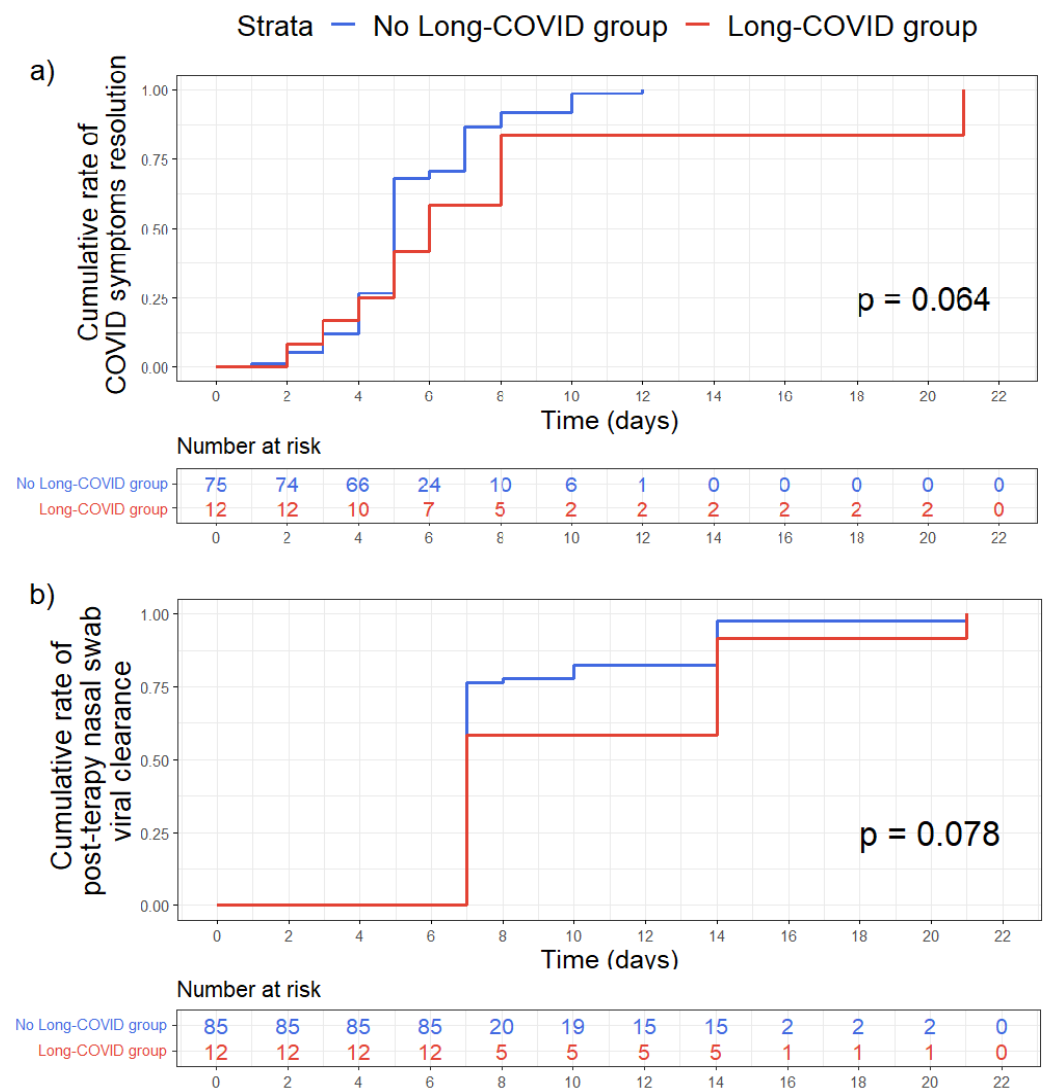 Strata No Long-COVID group Long-COVID group
a)
Cumulative rate of
COVID symptoms resolution
1.00
0.75
0.50
0.25
0.00
p = 0.064
0 2 4 6 8 10 12 14 16 18 20 22
Time (days)
Number at risk
No Long-COVID group 75 74 66 24 10 6 1 0 0 0 0 0
Long-COVID group 12 12 10 7 5 2 2 2 2 2 2 0
0 2 4 6 8 10 12 14 16 18 20 22
b)
Cumulative rate of
post-terapy nasal swab
viral clearance
1.00
0.75
0.50
0.25
0.00
p = 0.078
0 2 4 6 8 10 12 14 16 18 20 22
Time (days)
Number at risk
No Long-COVID group 85 85 85 85 20 19 15 15 2 2 2 0
Long-COVID group 12 12 12 12 5 5 5 5 1 1 1 0
0 2 4 6 8 10 12 14 16 18 20 22